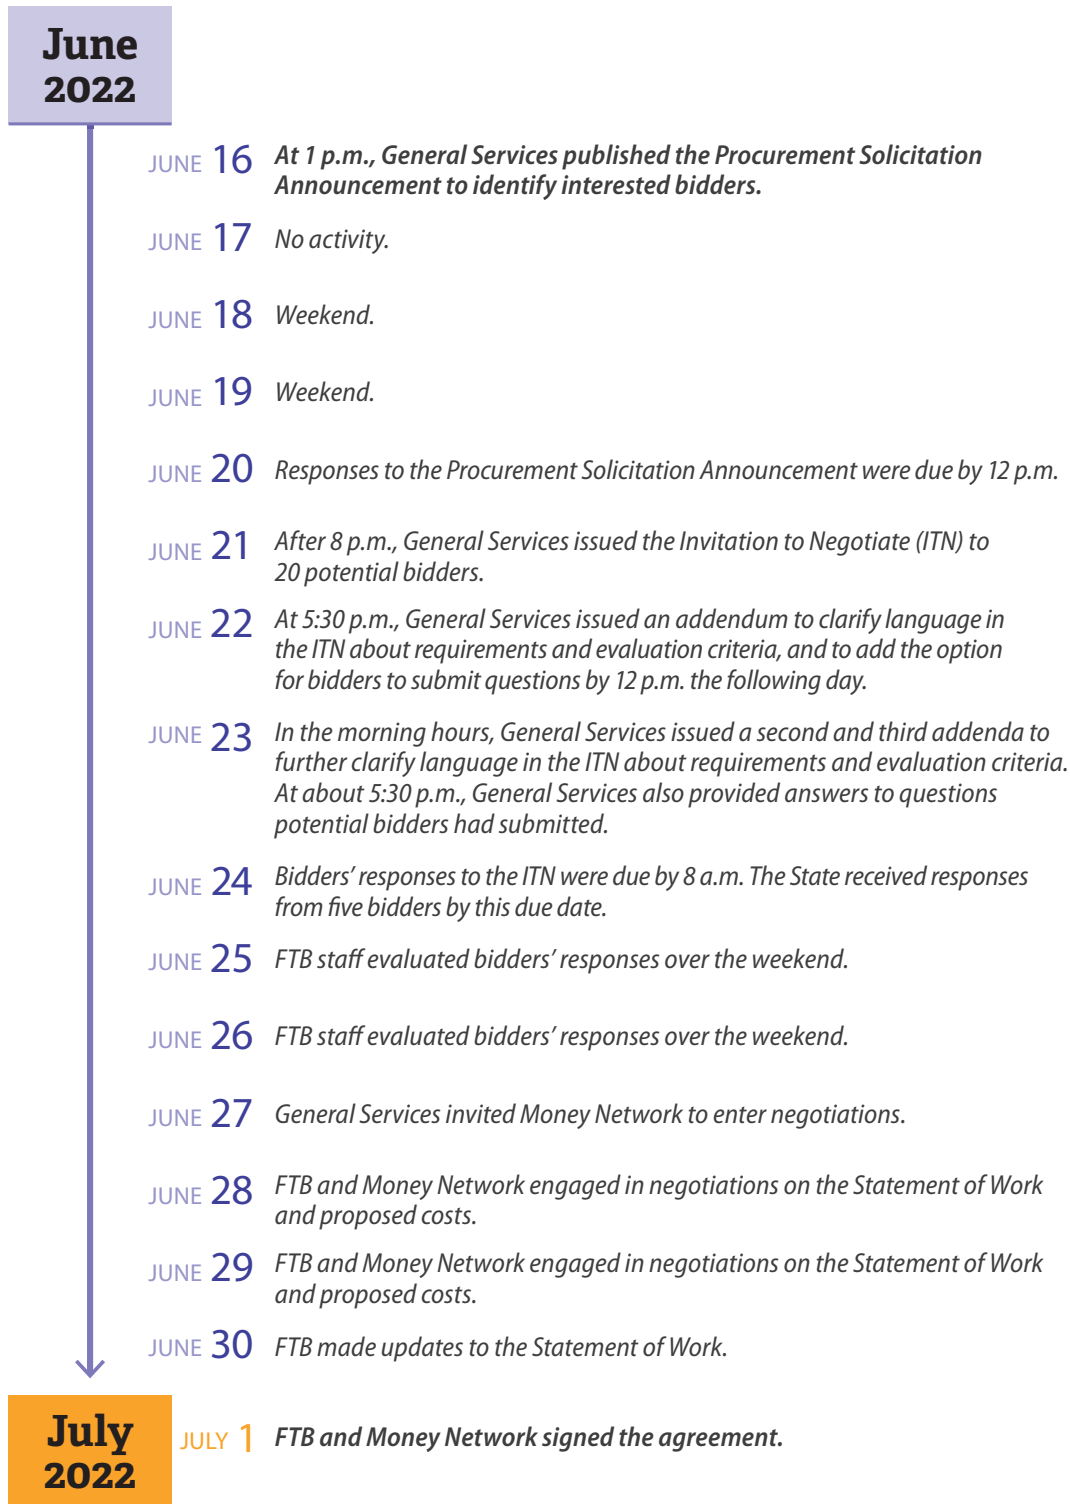 June
2022
JUNE 16 At 1 p.m., General Services published the Procurement Solicitation
Announcement to identify interested bidders.
JUNE 17 No activity.
JUNE 18 Weekend.
JUNE 19 Weekend.
JUNE 20 Responses to the Procurement Solicitation Announcement were due by 12 p.m.
JUNE 21 After 8 p.m., General Services issued the Invitation to Negotiate (ITN) to
20 potential bidders.
JUNE 22 At 5:30 p.m., General Services issued an addendum to clarify language in
the ITN about requirements and evaluation criteria, and to add the option
for bidders to submit questions by 12 p.m. the following day.
JUNE 23 In the morning hours, General Services issued a second and third addenda to
further clarify language in the ITN about requirements and evaluation criteria.
At about 5:30 p.m., General Services also provided answers to questions
potential bidders had submitted.
JUNE 24 Bidders’ responses to the ITN were due by 8 a.m. The State received responses
from five bidders by this due date.
JUNE 25 FTB staff evaluated bidders’ responses over the weekend.
JUNE 26 FTB staff evaluated bidders’ responses over the weekend.
JUNE 27 General Services invited Money Network to enter negotiations.
JUNE 28 FTB and Money Network engaged in negotiations on the Statement of Work
and proposed costs.
JUNE 29 FTB and Money Network engaged in negotiations on the Statement of Work
and proposed costs.
JUNE 30 FTB made updates to the Statement of Work.
July
2022
JULY 1 FTB and Money Network signed the agreement.